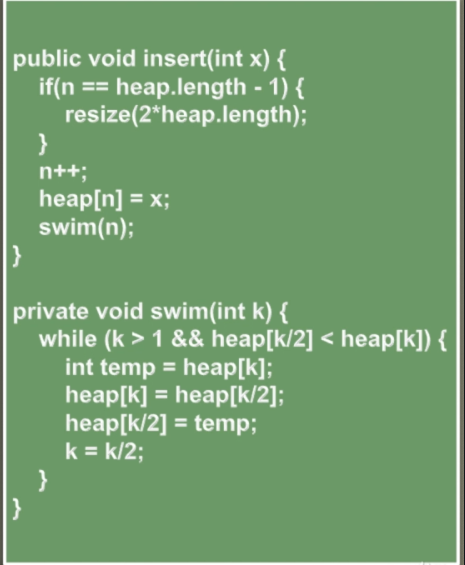 public void insert(int x) {
if(n == heap.length - 1) {
resize(2*heap.length);
}
n++;
heap[n] = x;
swim(n);
}
private void swim(int k) {
while (k > 1 && heap[k/2] < heap[k]) {
int temp = heap[k];
heap[k] = heap[k/2];
heap[k/2] = temp;
k = k/2;
}
}